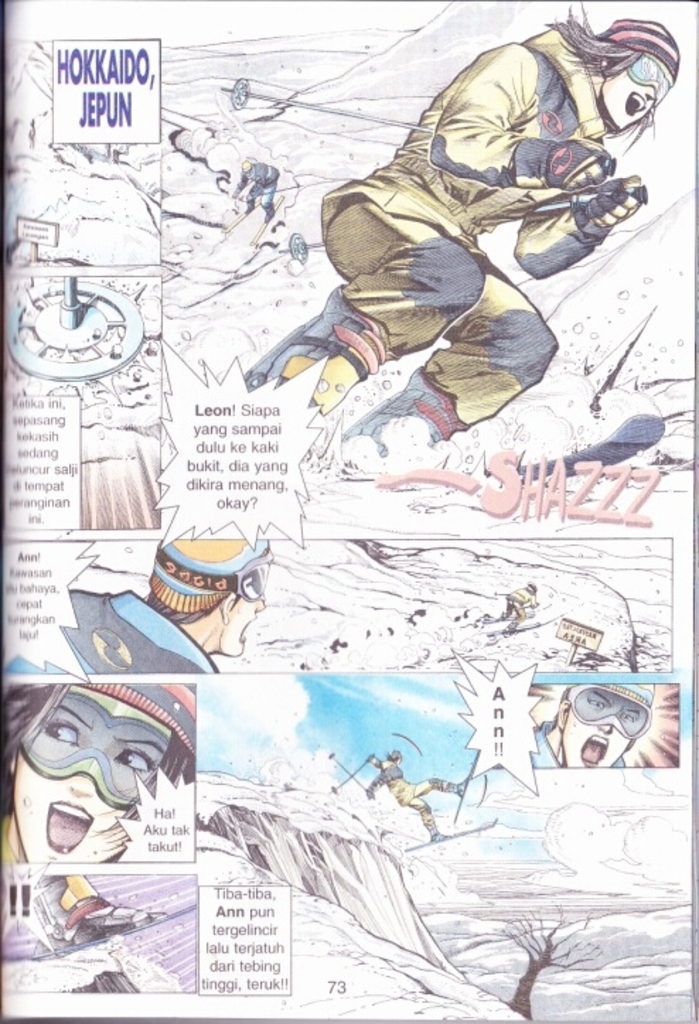 HOKKAIDO,
JEPUN
Ketika ini,
sepasang
kekasih
sedang
meluncur salji
di tempat
peranginan
ini.
Leon! Siapa
yang sampai
dulu ke kaki
bukit, dia yang
dikira menang,
okay?
SHAZZZ
Ann!
Kawasan
itu bahaya,
cepat
kurangkan
laju!
Ann!!
Ha!
Aku tak
takut!
!!
Tiba-tiba,
Ann pun
tergelincir
lalu terjatuh
dari tebing
tinggi, teruk!!
73